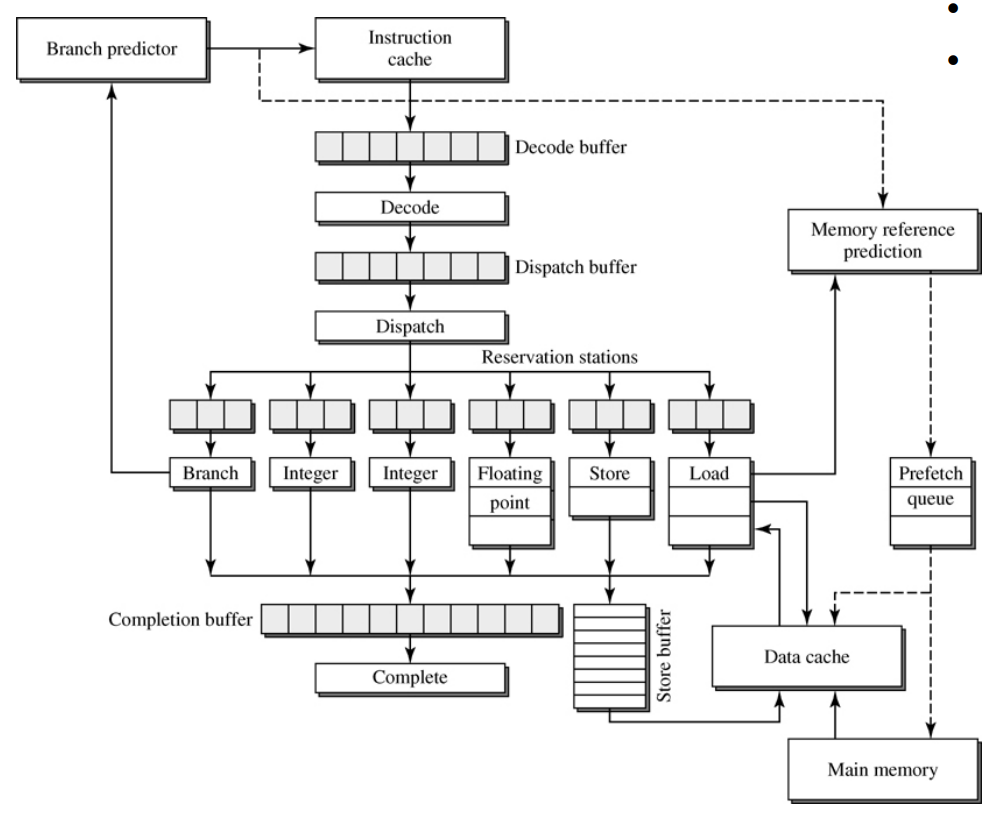 Branch predictor
Instruction
cache
Decode buffer
Decode
Dispatch buffer
Dispatch
Memory reference
prediction
Reservation stations
Branch
Integer
Integer
Floating
point
Store
Load
Prefetch
queue
Completion buffer
Complete
Store buffer
Data cache
Main memory